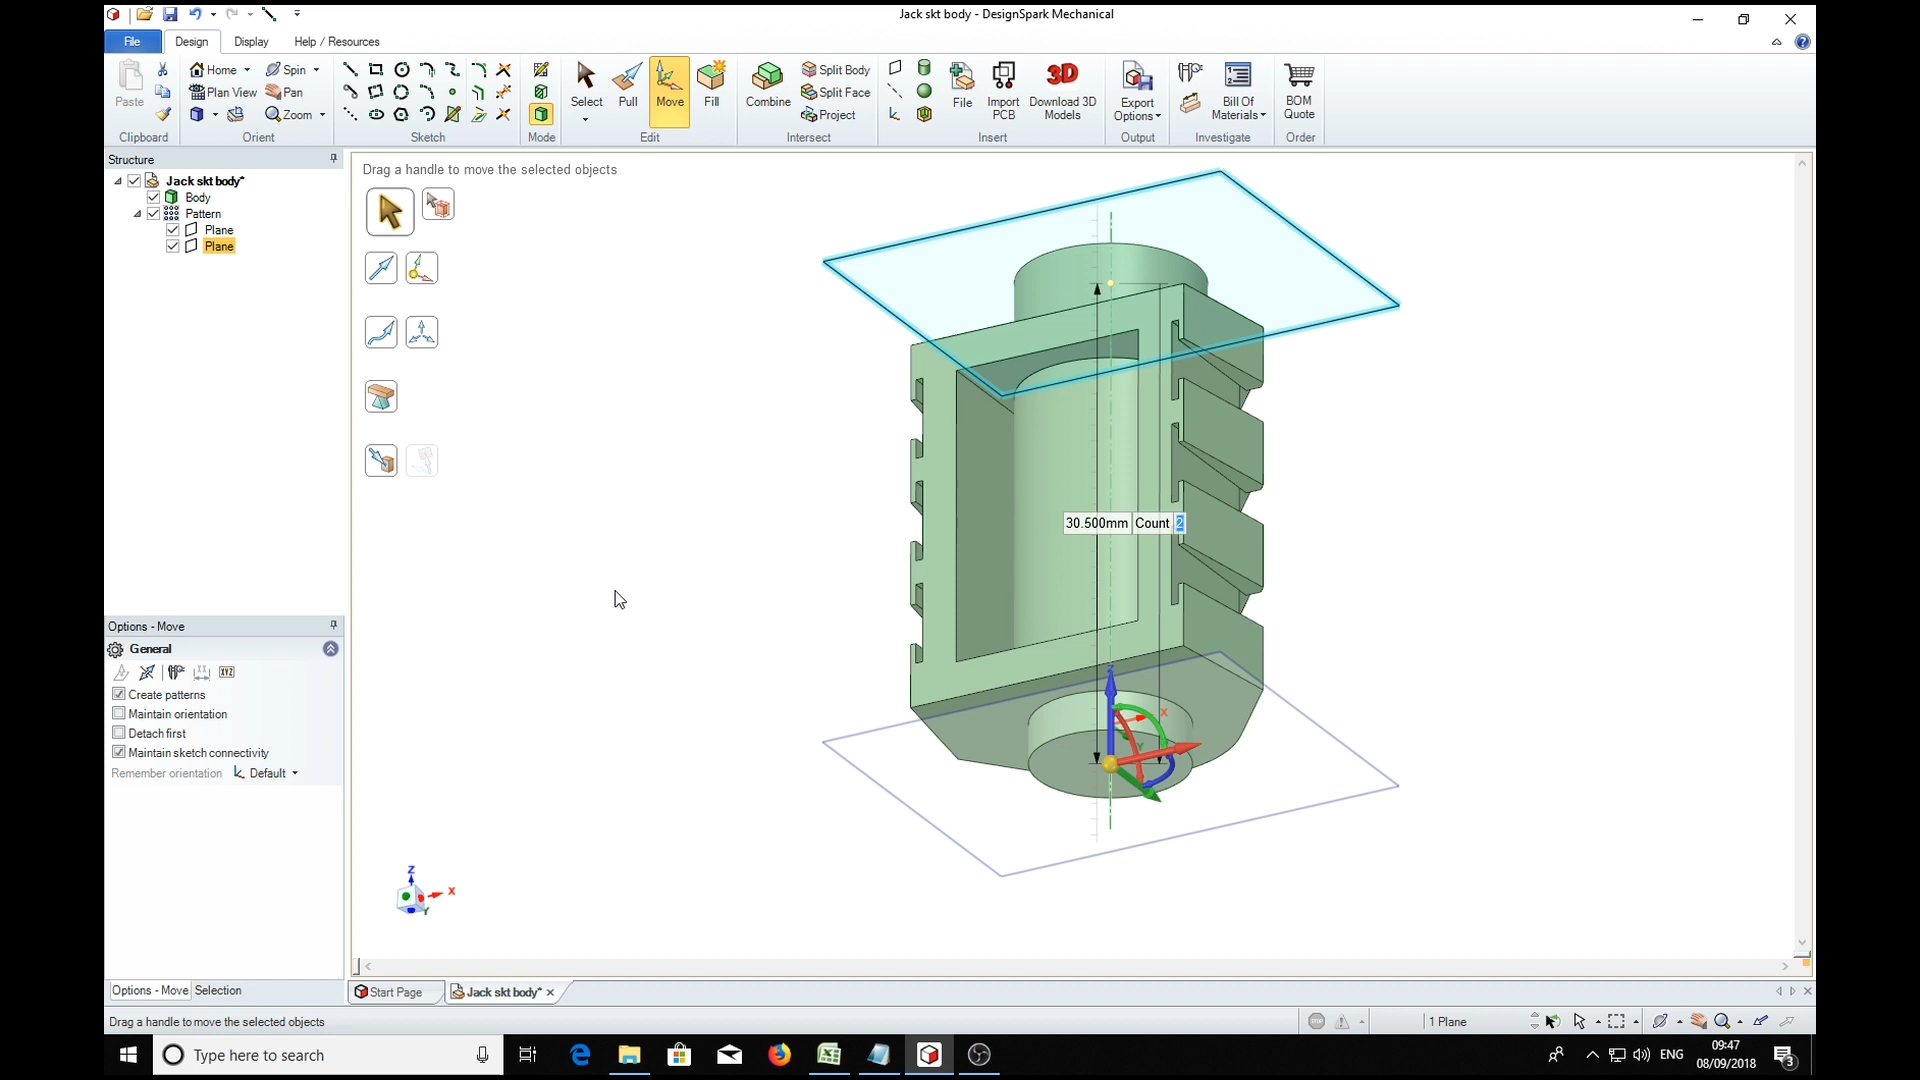 Jack skt body - DesignSpark Mechanical
File Design Display Help / Resources
Paste
Clipboard
Home Spin
Plan View Pan
Zoom
Orient
Sketch
Mode
Select Pull Move Fill
Edit
Combine
Split Body
Split Face
Project
Intersect
File
Import PCB
3D
Download 3D Models
Insert
Export Options
Output
Bill Of Materials
Investigate
BOM Quote
Order
Structure
Jack skt body*
Body
Pattern
Plane
Plane
Drag a handle to move the selected objects
30.500mm Count 2
Z
X
Y
Options - Move
General
XYZ
Create patterns
Maintain orientation
Detach first
Maintain sketch connectivity
Remember orientation Default
Z
X
Y
Options - Move Selection
Start Page Jack skt body*
Drag a handle to move the selected objects
STOP
1 Plane
Type here to search
ENG
09:47
08/09/2018
3